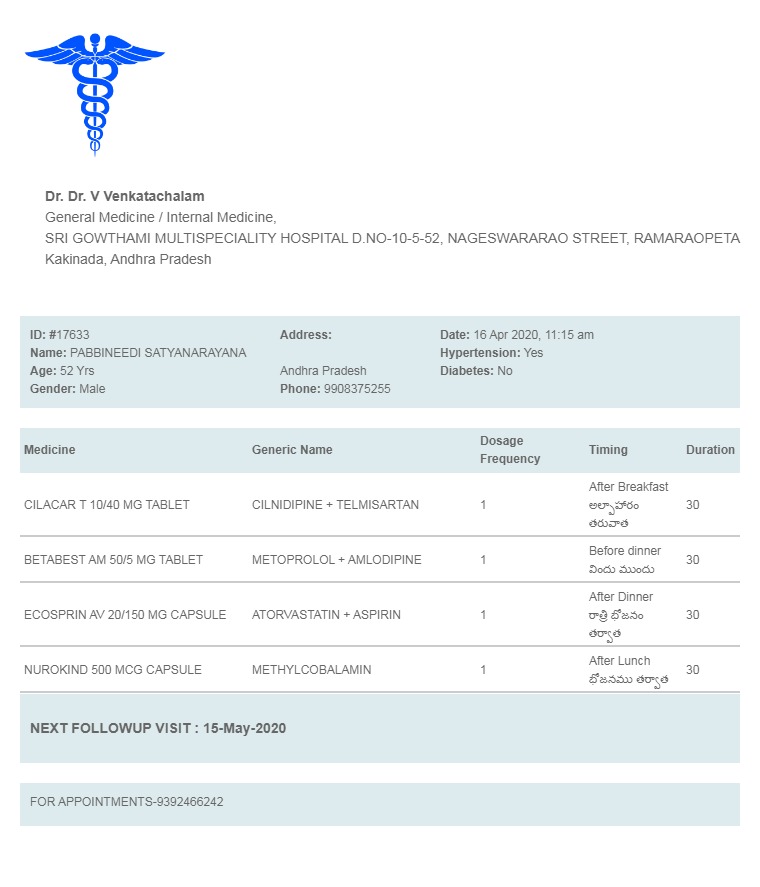 Dr. Dr. V Venkatachalam
General Medicine / Internal Medicine,
SRI GOWTHAMI MULTISPECIALITY HOSPITAL D.NO-10-5-52, NAGESWARARAO STREET, RAMARAOPETA
Kakinada, Andhra Pradesh
ID: #17633 Address: Date: 16 Apr 2020, 11:15 am
Name: PABBINEEDI SATYANARAYANA Hypertension: Yes
Age: 52 Yrs Andhra Pradesh Diabetes: No
Gender: Male Phone: 9908375255
Medicine Generic Name Dosage Frequency Timing Duration
CILACAR T 10/40 MG TABLET CILNIDIPINE + TELMISARTAN 1 After Breakfast 30
అల్పాహారం
తరువాత
BETABEST AM 50/5 MG TABLET METOPROLOL + AMLODIPINE 1 Before dinner 30
విందు ముందు
ECOSPRIN AV 20/150 MG CAPSULE ATORVASTATIN + ASPIRIN 1 After Dinner 30
రాత్రి భోజనం
తర్వాత
NUROKIND 500 MCG CAPSULE METHYLCOBALAMIN 1 After Lunch 30
భోజనము తర్వాత
NEXT FOLLOWUP VISIT : 15-May-2020
FOR APPOINTMENTS-9392466242